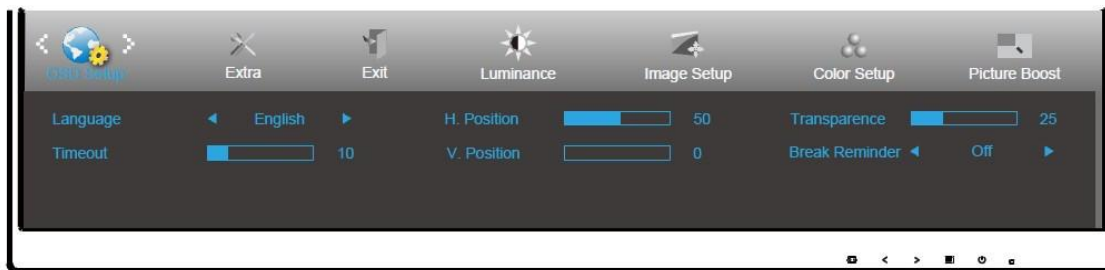 OSD Setup
Extra
Exit
Luminance
Image Setup
Color Setup
Picture Boost
Language English H. Position 50 Transparence 25
Timeout 10 V. Position 0 Break Reminder Off